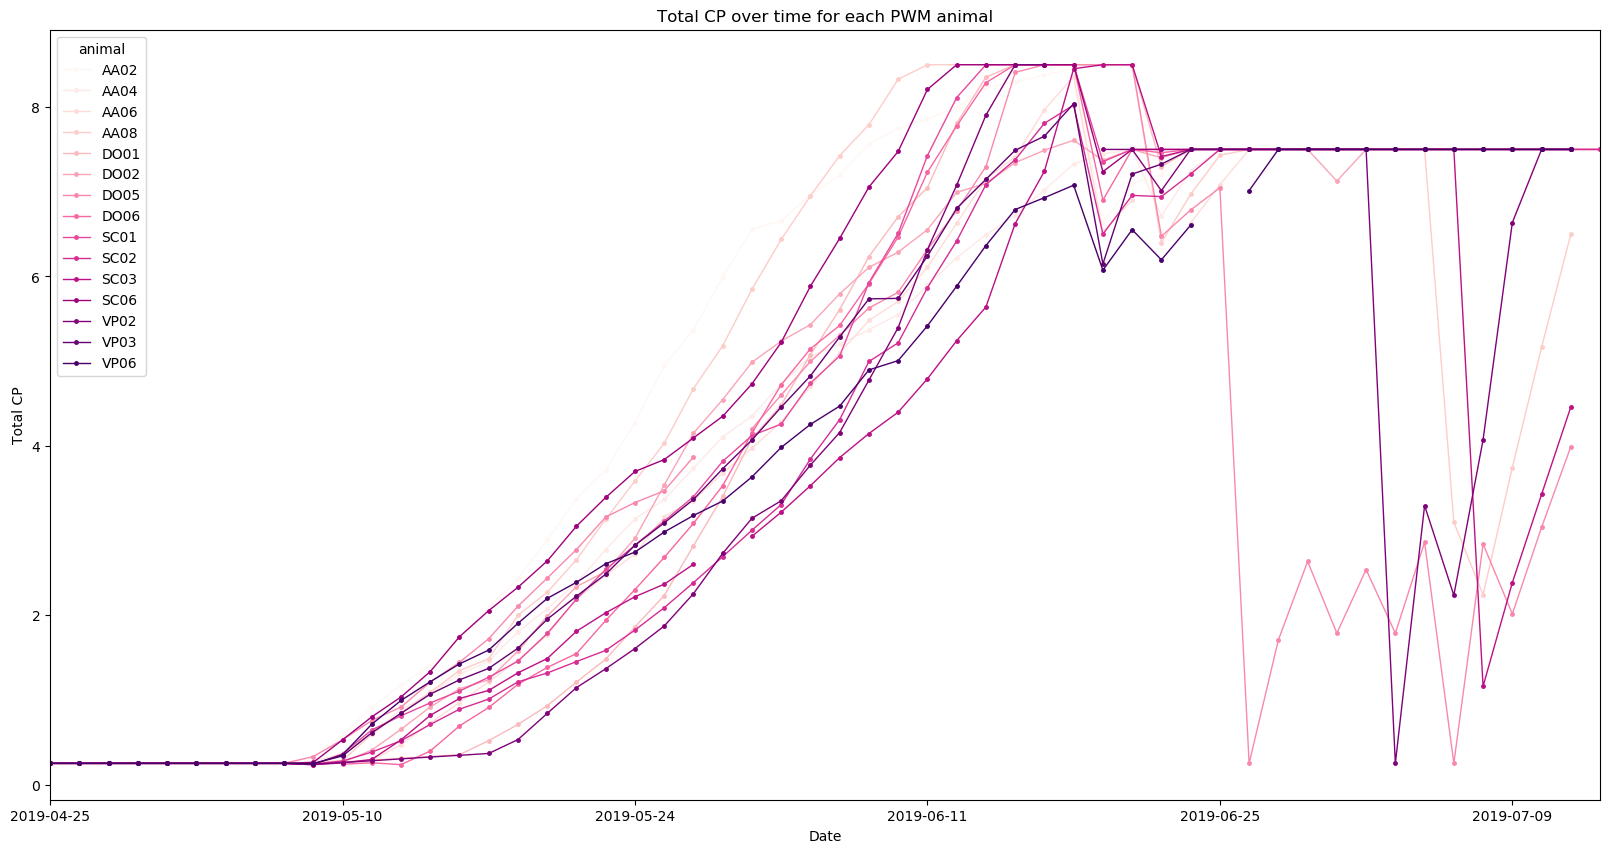 Total CP over time for each PWM animal
animal
AA02
AA04
AA06
AA08
DO01
DO02
DO05
DO06
SC01
SC02
SC03
SC06
VP02
VP03
VP06
Total CP
8
6
4
2
0
2019-04-25
2019-05-10
2019-05-24
2019-06-11
2019-06-25
2019-07-09
Date